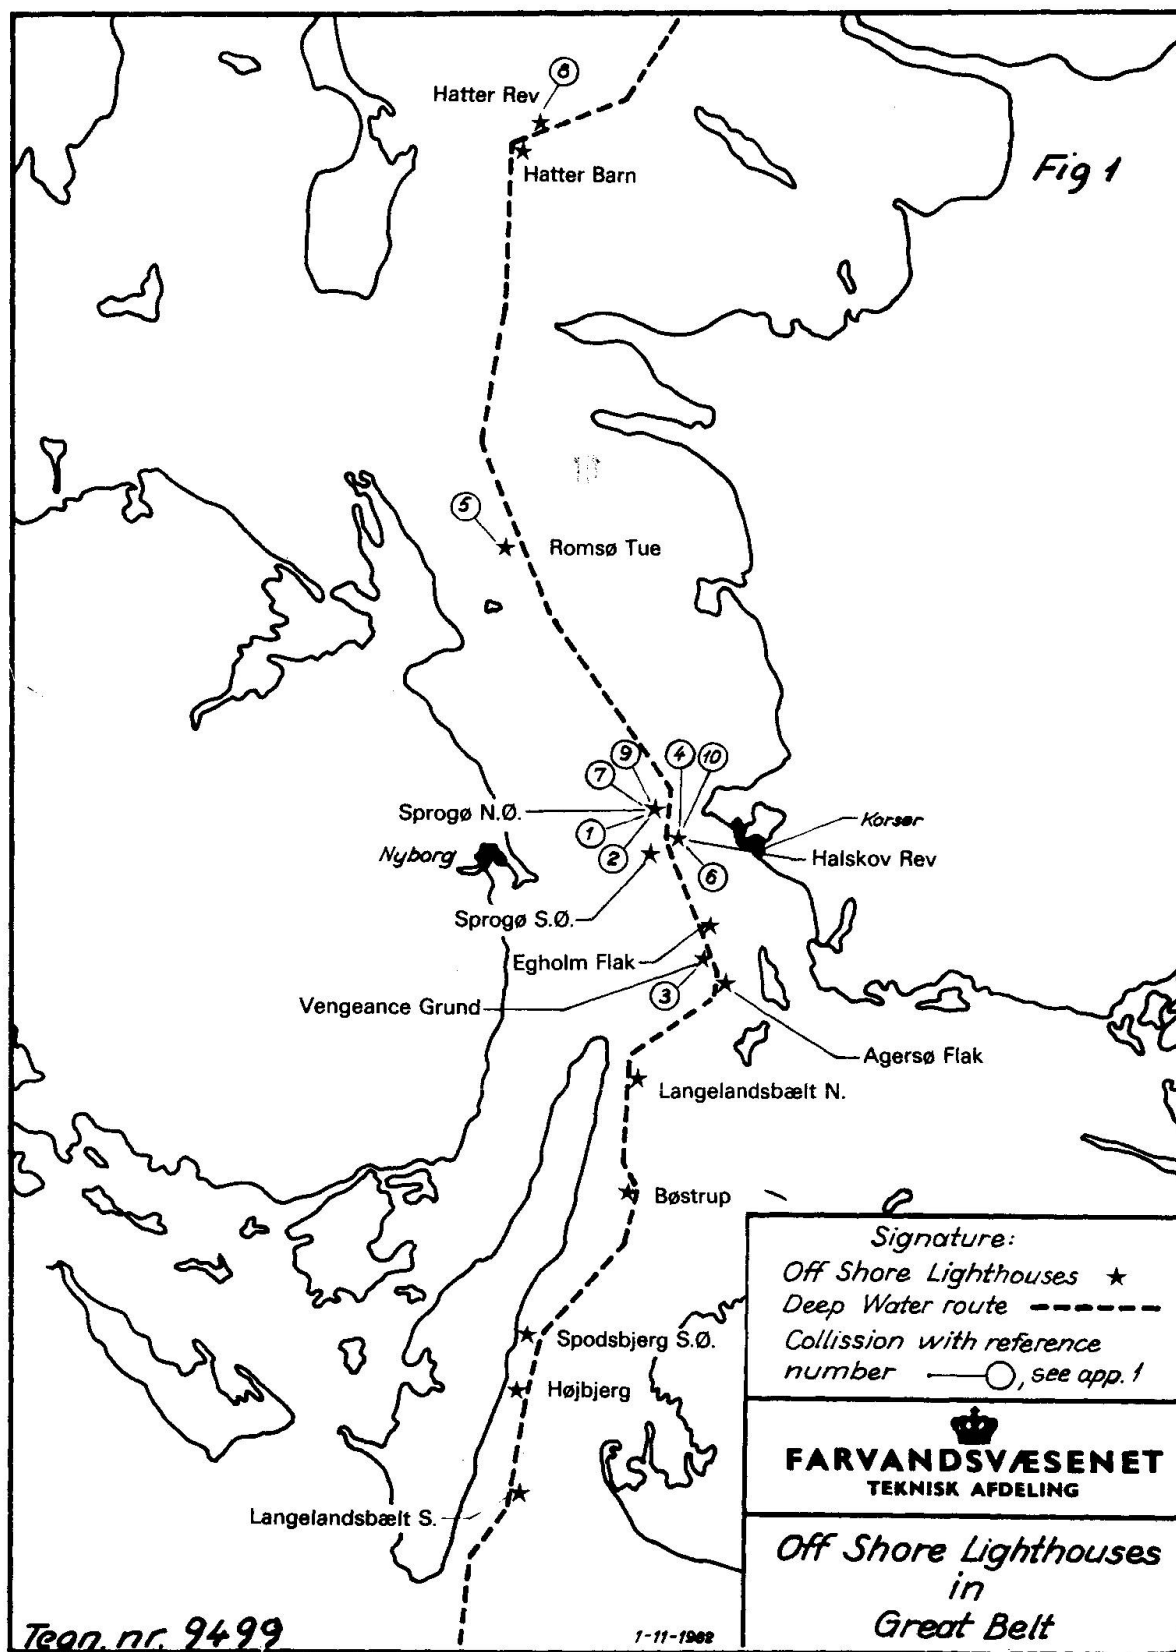 8
Hatter Rev
Hatter Barn
Fig 1
5
Romsø Tue
9
4
10
7
Sprogø N.Ø.
1
Korsør
Nyborg
2
Halskov Rev
6
Sprogø S.Ø.
Egholm Flak
3
Vengeance Grund
Agersø Flak
Langelandsbælt N.
Bøstrup
Signature:
Off Shore Lighthouses
Deep Water route
Collission with reference
number , see app. 1
Spodsbjerg S.Ø.
Højbjerg
FARVANDSVÆSENET
TEKNISK AFDELING
Langelandsbælt S.
Off Shore Lighthouses
in
Great Belt
Tegn. nr. 9499
1-11-1982